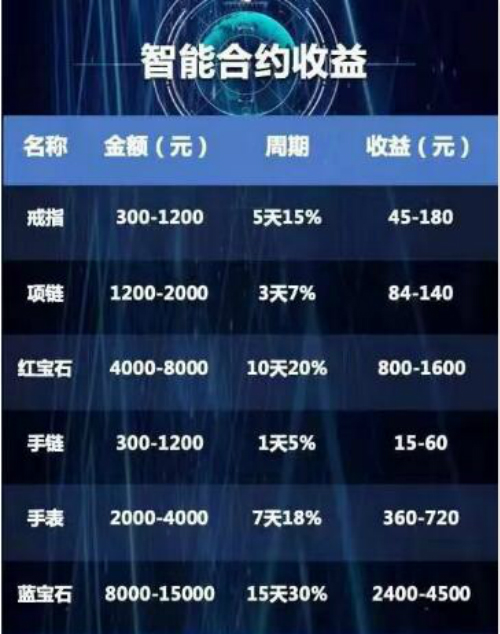 智能合约收益
名称 金额（元） 周期 收益（元）
戒指 300-1200 5天15% 45-180
项链 1200-2000 3天7% 84-140
红宝石 4000-8000 10天20% 800-1600
手链 300-1200 1天5% 15-60
手表 2000-4000 7天18% 360-720
蓝宝石 8000-15000 15天30% 2400-4500